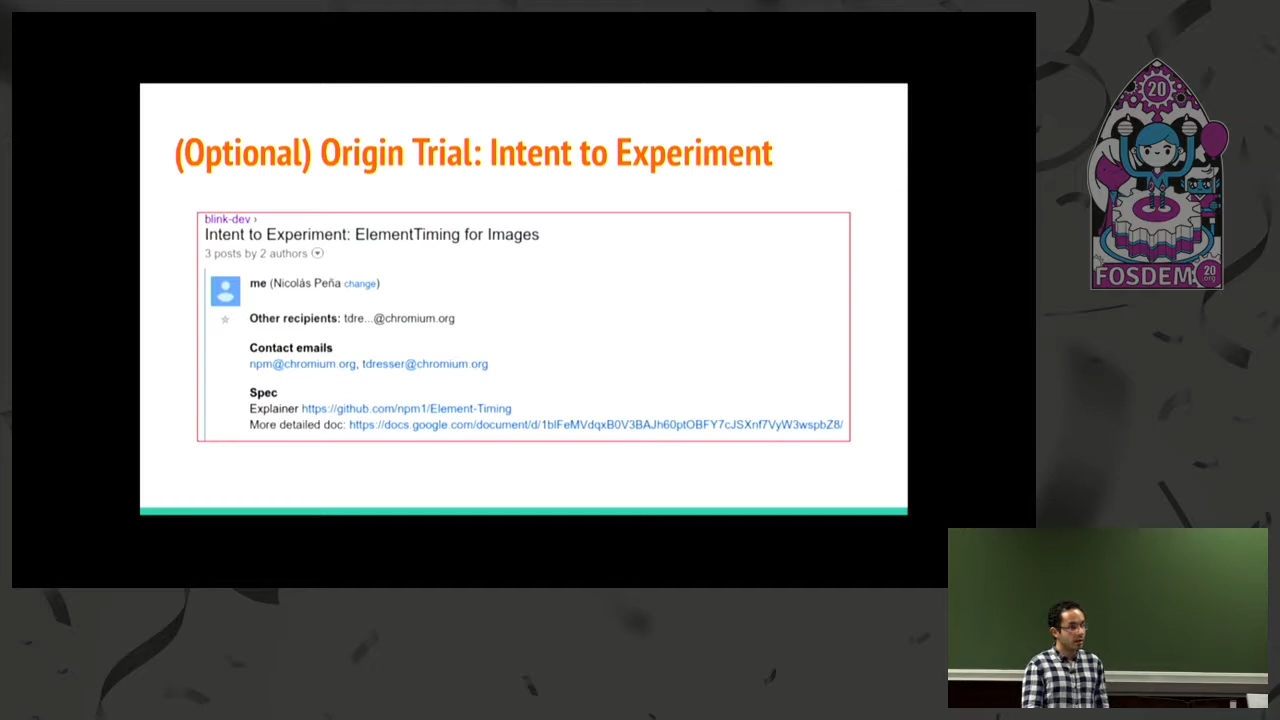 (Optional) Origin Trial: Intent to Experiment
blink-dev ›
Intent to Experiment: ElementTiming for Images
3 posts by 2 authors
me (Nicolás Peña change)
Other recipients: tdre...@chromium.org
Contact emails
npm@chromium.org, tdresser@chromium.org
Spec
Explainer https://github.com/npm1/Element-Timing
More detailed doc: https://docs.google.com/document/d/1blFeMVdqxB0V3BAJh60ptOBFY7cJSXnf7VyW3wspbZ8/
20
FOSDEM
20
.org